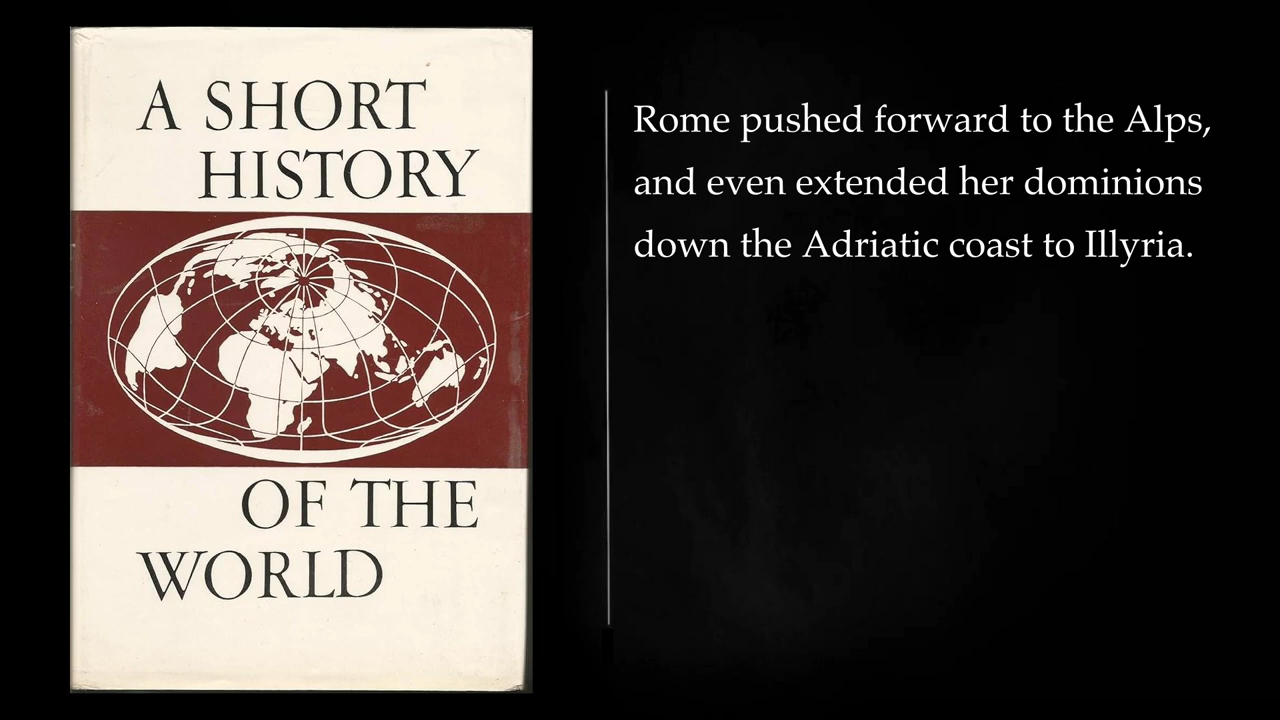 A SHORT
HISTORY
OF THE
WORLD
Rome pushed forward to the Alps,
and even extended her dominions
down the Adriatic coast to Illyria.